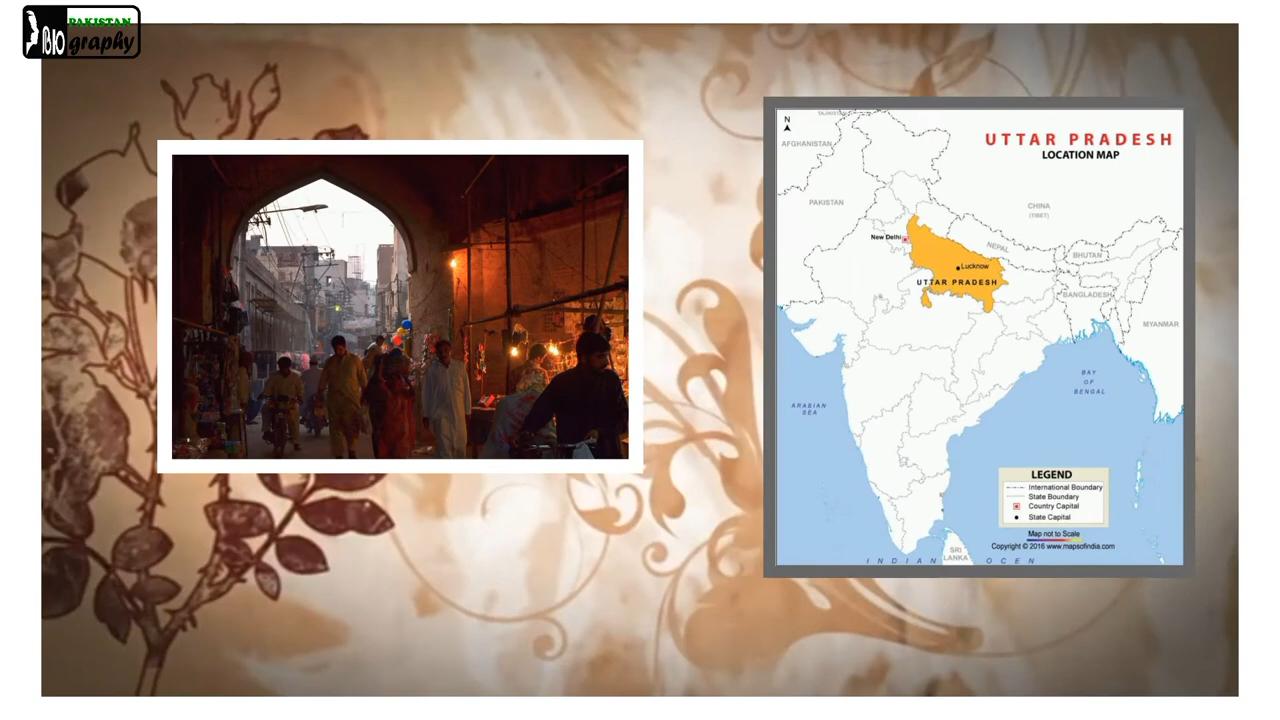 PAKISTAN
BIO graphy
N
TAJIKISTAN
AFGHANISTAN
UTTAR PRADESH
LOCATION MAP
PAKISTAN
CHINA
(TIBET)
New Delhi
NEPAL
BHUTAN
Lucknow
UTTAR PRADESH
BANGLADESH
MYANMAR
BAY
OF
BENGAL
ARABIAN
SEA
LEGEND
International Boundary
State Boundary
Country Capital
State Capital
Map not to Scale
Copyright © 2016 www.mapsofindia.com
SRI
LANKA
INDIAN OCEN